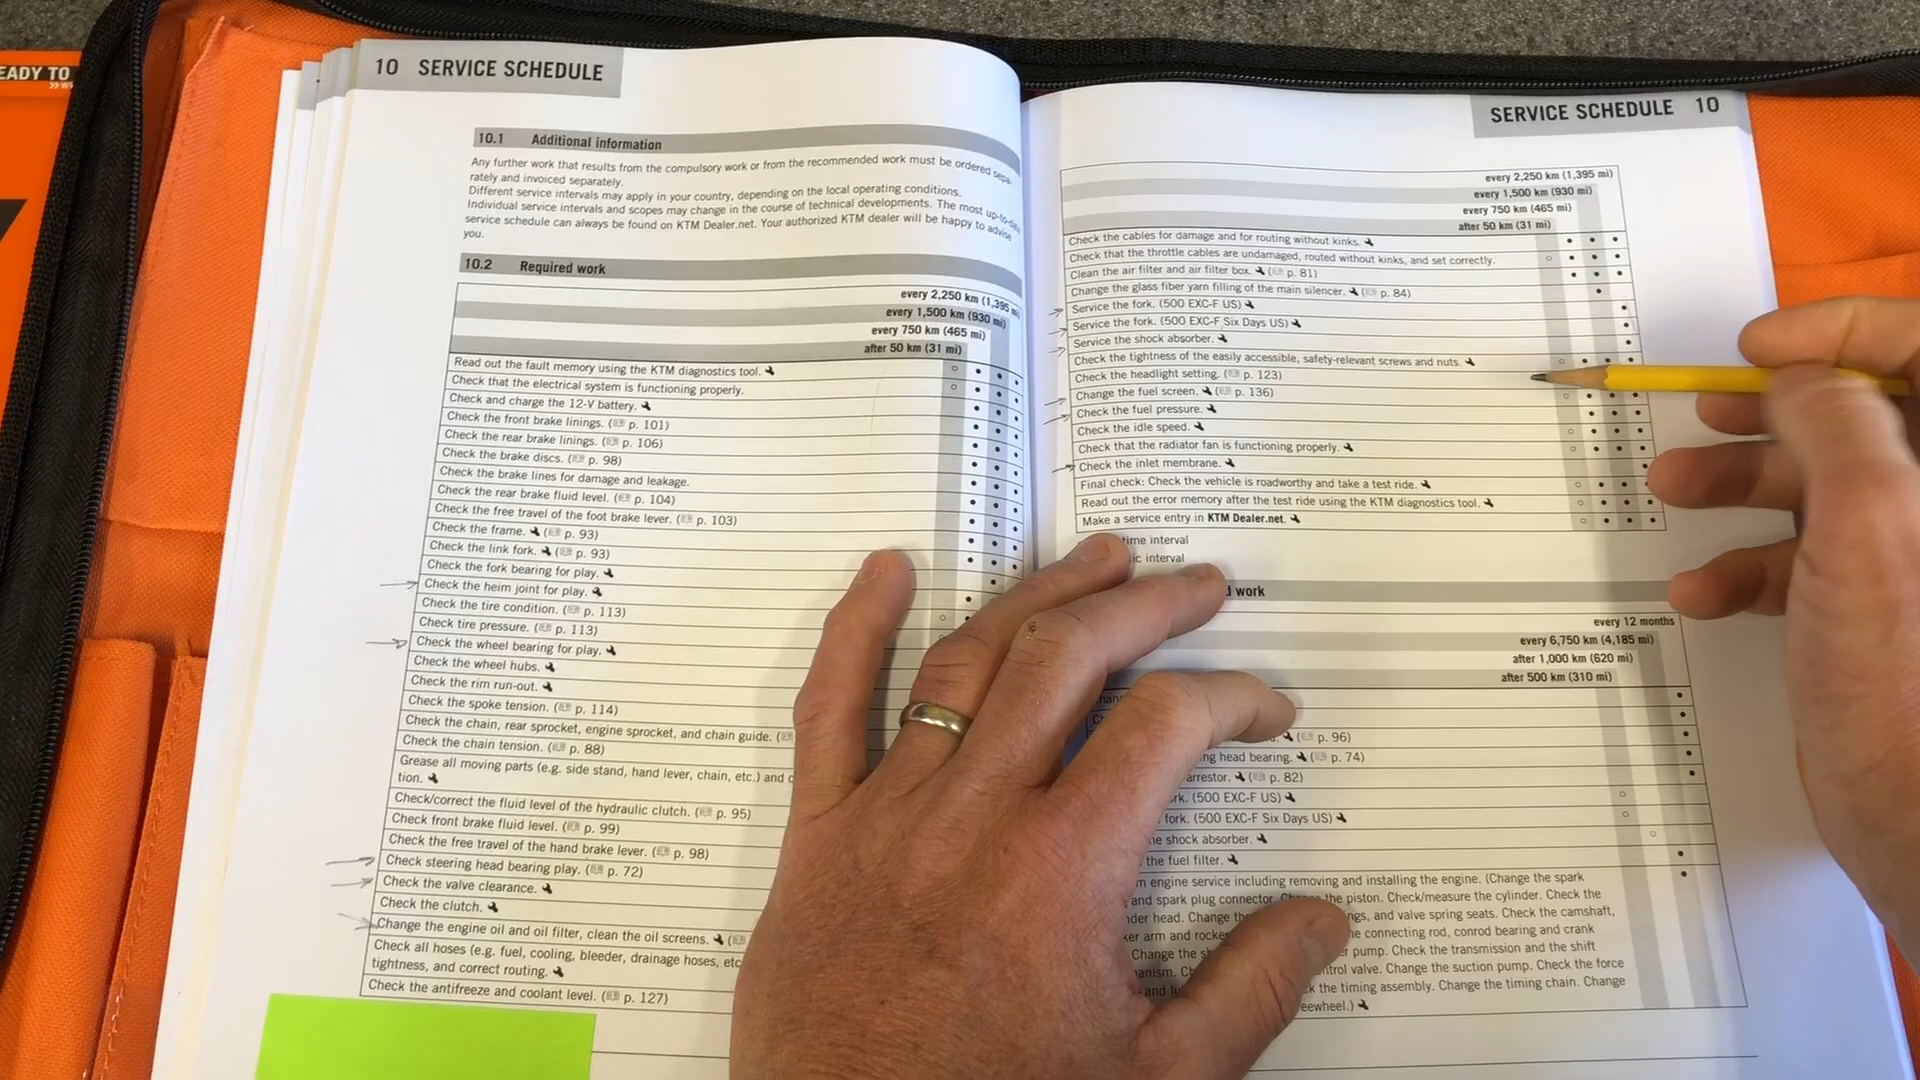 EADY TO
10 SERVICE SCHEDULE
10.1 Additional information
Any further work that results from the compulsory work or from the recommended work must be ordered sepa-
rately and invoiced separately.
Different service intervals may apply in your country, depending on the local operating conditions.
Individual service intervals and scopes may change in the course of technical developments. The most up-to-date
service schedule can always be found on KTM Dealer.net. Your authorized KTM dealer will be happy to advise
you.
10.2 Required work
every 2,250 km (1,395 mi)
every 1,500 km (930 mi)
every 750 km (465 mi)
after 50 km (31 mi)
Read out the fault memory using the KTM diagnostics tool.
Check that the electrical system is functioning properly.
Check and charge the 12-V battery.
Check the front brake linings. ( p. 101)
Check the rear brake linings. ( p. 106)
Check the brake discs. ( p. 98)
Check the brake lines for damage and leakage.
Check the rear brake fluid level. ( p. 104)
Check the free travel of the foot brake lever. ( p. 103)
Check the frame. ( p. 93)
Check the link fork. ( p. 93)
Check the fork bearing for play.
Check the heim joint for play.
Check the tire condition. ( p. 113)
Check tire pressure. ( p. 113)
Check the wheel bearing for play.
Check the wheel hubs.
Check the rim run-out.
Check the spoke tension. ( p. 114)
Check the chain, rear sprocket, engine sprocket, and chain guide. (
Check the chain tension. ( p. 88)
Grease all moving parts (e.g. side stand, hand lever, chain, etc.) and c
tion.
Check/correct the fluid level of the hydraulic clutch. ( p. 95)
Check front brake fluid level. ( p. 99)
Check the free travel of the hand brake lever. ( p. 98)
Check steering head bearing play. ( p. 72)
Check the valve clearance.
Check the clutch.
Change the engine oil and oil filter, clean the oil screens. (
Check all hoses (e.g. fuel, cooling, bleeder, drainage hoses, etc
tightness, and correct routing.
Check the antifreeze and coolant level. ( p. 127)
SERVICE SCHEDULE 10
every 2,250 km (1,395 mi)
every 1,500 km (930 mi)
every 750 km (465 mi)
after 50 km (31 mi)
Check the cables for damage and for routing without kinks.
Check that the throttle cables are undamaged, routed without kinks, and set correctly.
Clean the air filter and air filter box. ( p. 81)
Change the glass fiber yarn filling of the main silencer. ( p. 84)
Service the fork. (500 EXC-F US)
Service the fork. (500 EXC-F Six Days US)
Service the shock absorber.
Check the tightness of the easily accessible, safety-relevant screws and nuts.
Check the headlight setting. ( p. 123)
Change the fuel screen. ( p. 136)
Check the fuel pressure.
Check the idle speed.
Check that the radiator fan is functioning properly.
Check the inlet membrane.
Final check: Check the vehicle is roadworthy and take a test ride.
Read out the error memory after the test ride using the KTM diagnostics tool.
Make a service entry in KTM Dealer.net.
time interval
ic interval
d work
every 12 months
every 6,750 km (4,185 mi)
after 1,000 km (620 mi)
after 500 km (310 mi)
( p. 96)
ng head bearing. ( p. 74)
arrestor. ( p. 82)
rk. (500 EXC-F US)
fork. (500 EXC-F Six Days US)
he shock absorber.
the fuel filter.
m engine service including removing and installing the engine. (Change the spark
and spark plug connector. the piston. Check/measure the cylinder. Check the
der head. Change the ngs, and valve spring seats. Check the camshaft,
ker arm and rocke he connecting rod, conrod bearing and crank
Change the s r pump. Check the transmission and the shift
anism. C ntrol valve. Change the suction pump. Check the force
and lu k the timing assembly. Change the timing chain. Change
eewheel.)